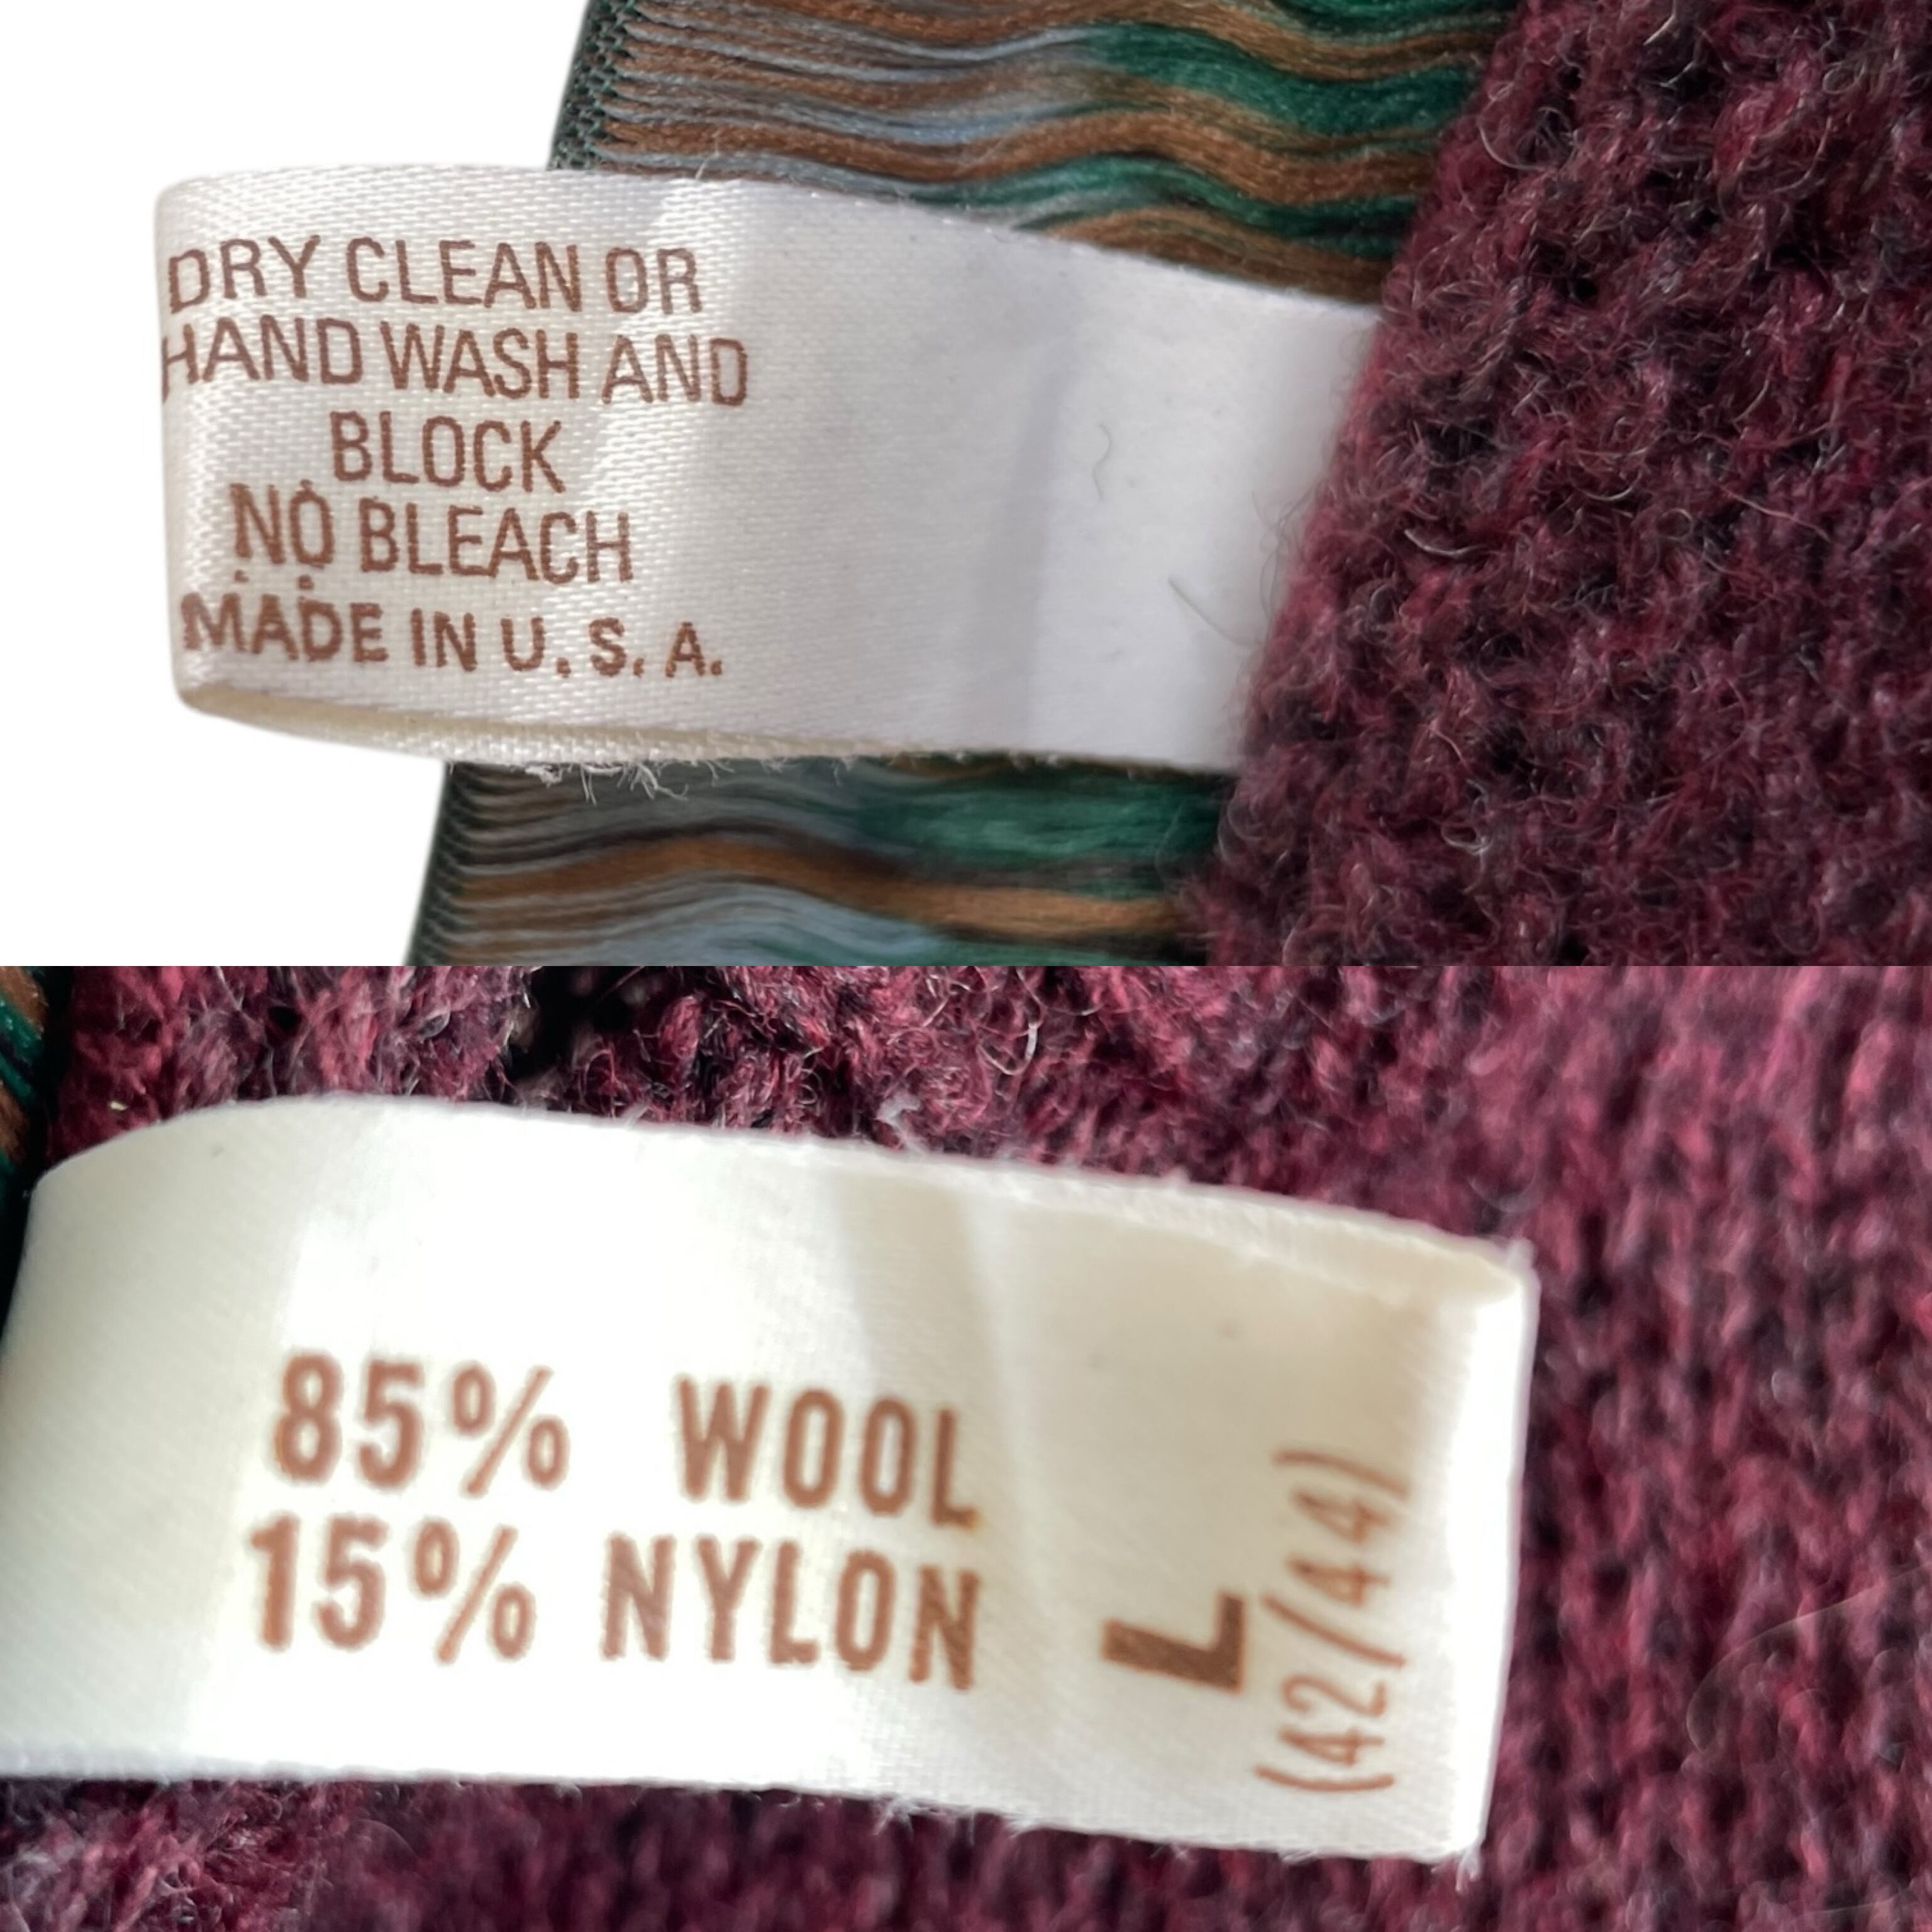 DRY CLEAN OR
HAND WASH AND
BLOCK
NO BLEACH
MADE IN U. S. A.
85% WOOL
15% NYLON
L
(42/44)